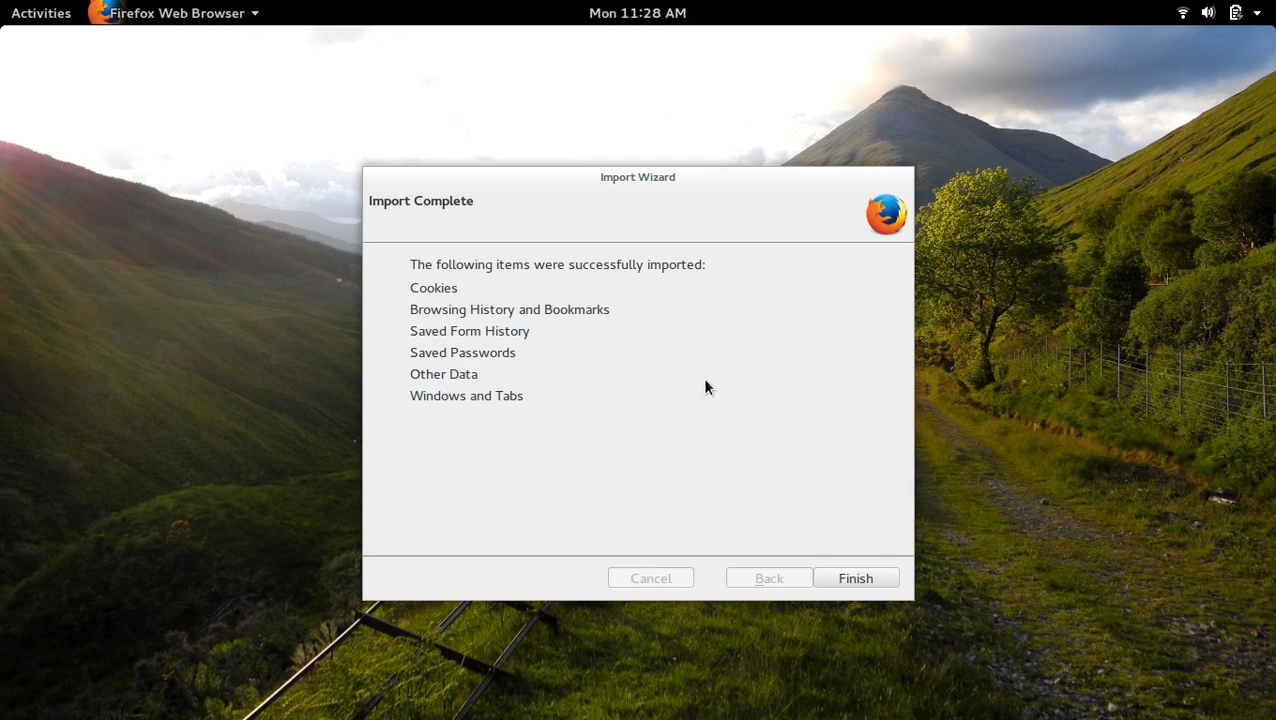 Activities Firefox Web Browser Mon 11:28 AM
Import Wizard
Import Complete
The following items were successfully imported:
Cookies
Browsing History and Bookmarks
Saved Form History
Saved Passwords
Other Data
Windows and Tabs
Cancel Back Finish